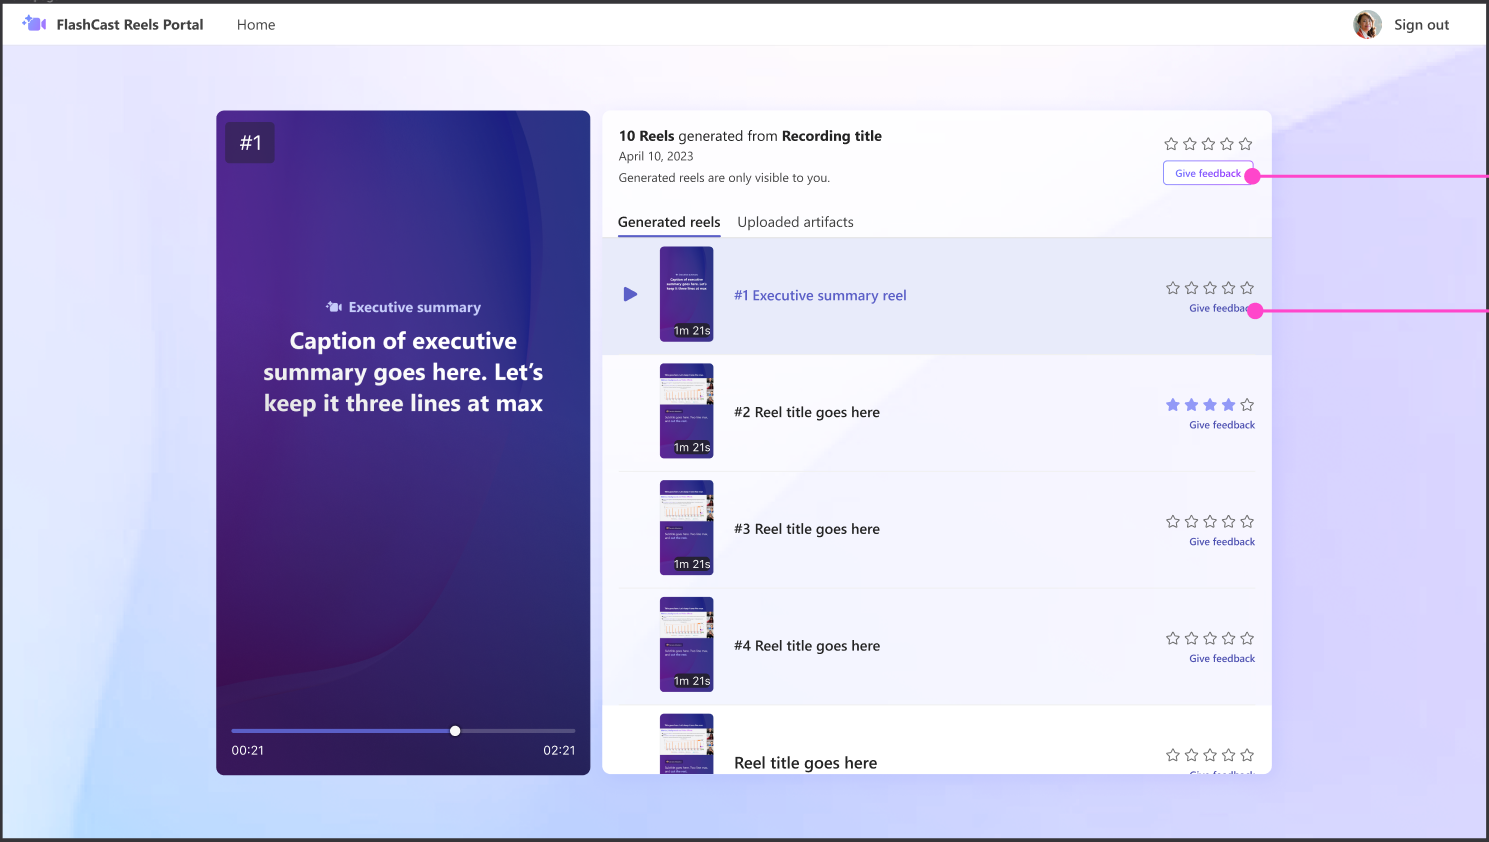 FlashCast Reels Portal
Home
Sign out
#1
Executive summary
Caption of executive
summary goes here. Let's
keep it three lines at max
00:21
02:21
10 Reels generated from Recording title
April 10, 2023
Generated reels are only visible to you.
Give feedback
Generated reels
Uploaded artifacts
Executive summary
Caption of executive
summary goes here. Let's
keep it three lines at max
1m 21s
#1 Executive summary reel
Give
1m 21s
#2 Reel title goes here
Give feedback
1m 21s
#3 Reel title goes here
Give feedback
1m 21s
#4 Reel title goes here
Give feedback
Reel title goes here
Give feedback